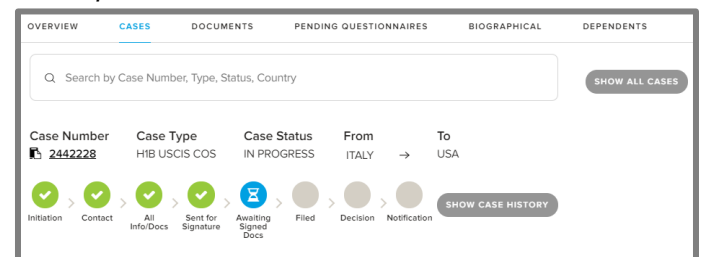 OVERVIEW CASES DOCUMENTS PENDING QUESTIONNAIRES BIOGRAPHICAL DEPENDENTS
Search by Case Number, Type, Status, Country
SHOW ALL CASES
Case Number Case Type Case Status From To
2442228 H1B USCIS COS IN PROGRESS ITALY → USA
Initiation > Contact > All Info/Docs > Sent for Signature > Awaiting Signed Docs > Filed > Decision > Notification
SHOW CASE HISTORY